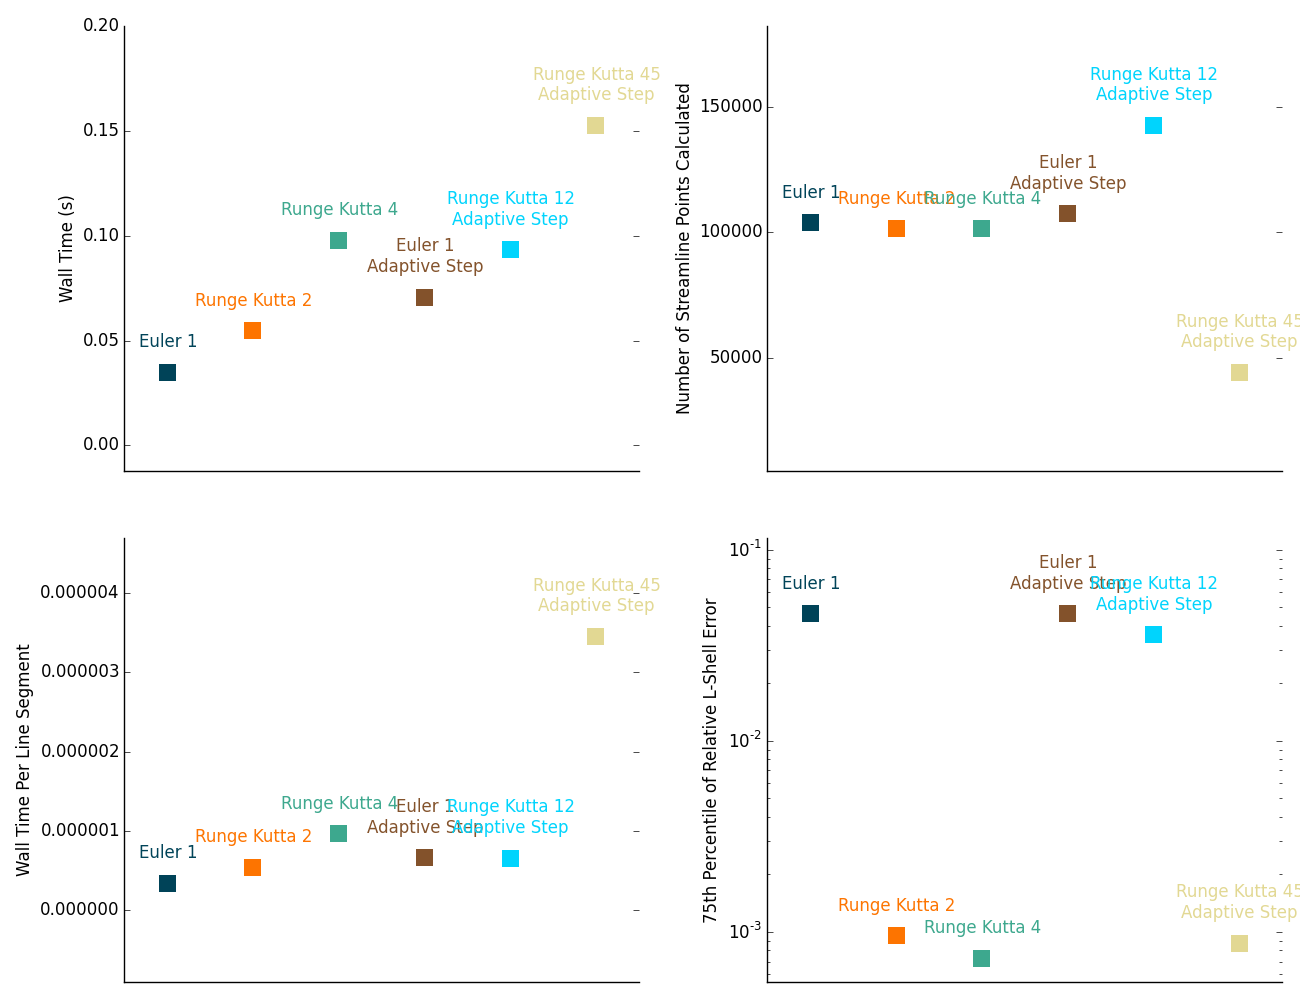 0.20
0.15
0.10
0.05
0.00
Wall Time (s)
Euler 1
Runge Kutta 2
Runge Kutta 4
Euler 1
Adaptive Step
Runge Kutta 12
Adaptive Step
Runge Kutta 45
Adaptive Step
150000
100000
50000
Number of Streamline Points Calculated
Euler 1
Runge Kutta 2
Runge Kutta 4
Euler 1
Adaptive Step
Runge Kutta 12
Adaptive Step
Runge Kutta 45
Adaptive Step
0.000004
0.000003
0.000002
0.000001
0.000000
Wall Time Per Line Segment
Euler 1
Runge Kutta 2
Runge Kutta 4
Euler 1
Adaptive Step
Runge Kutta 12
Adaptive Step
Runge Kutta 45
Adaptive Step
10^-1
10^-2
10^-3
75th Percentile of Relative L-Shell Error
Euler 1
Runge Kutta 2
Runge Kutta 4
Euler 1
Adaptive Step
Runge Kutta 12
Adaptive Step
Runge Kutta 45
Adaptive Step